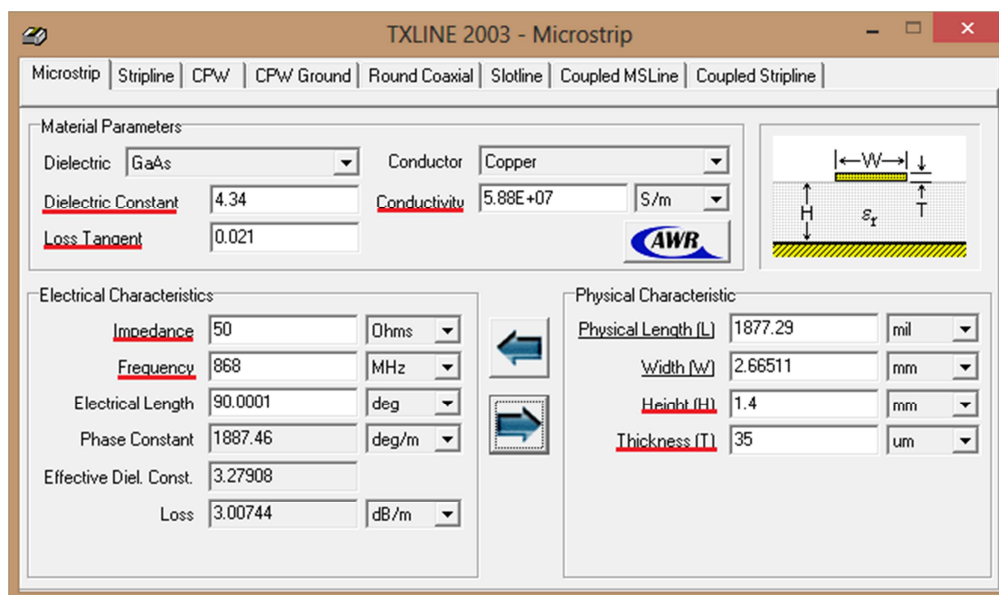 TXLINE 2003 - Microstrip
Microstrip Stripline CPW CPW Ground Round Coaxial Slotline Coupled MSLine Coupled Stripline
Material Parameters
Dielectric GaAs Conductor Copper
Dielectric Constant 4.34 Conductivity 5.88E+07 S/m
Loss Tangent 0.021 AWR
W
T
H
εr
Electrical Characteristics
Impedance 50 Ohms
Frequency 868 MHz
Electrical Length 90.0001 deg
Phase Constant 1887.46 deg/m
Effective Diel. Const. 3.27908
Loss 3.00744 dB/m
Physical Characteristic
Physical Length (L) 1877.29 mil
Width (W) 2.66511 mm
Height (H) 1.4 mm
Thickness (T) 35 um